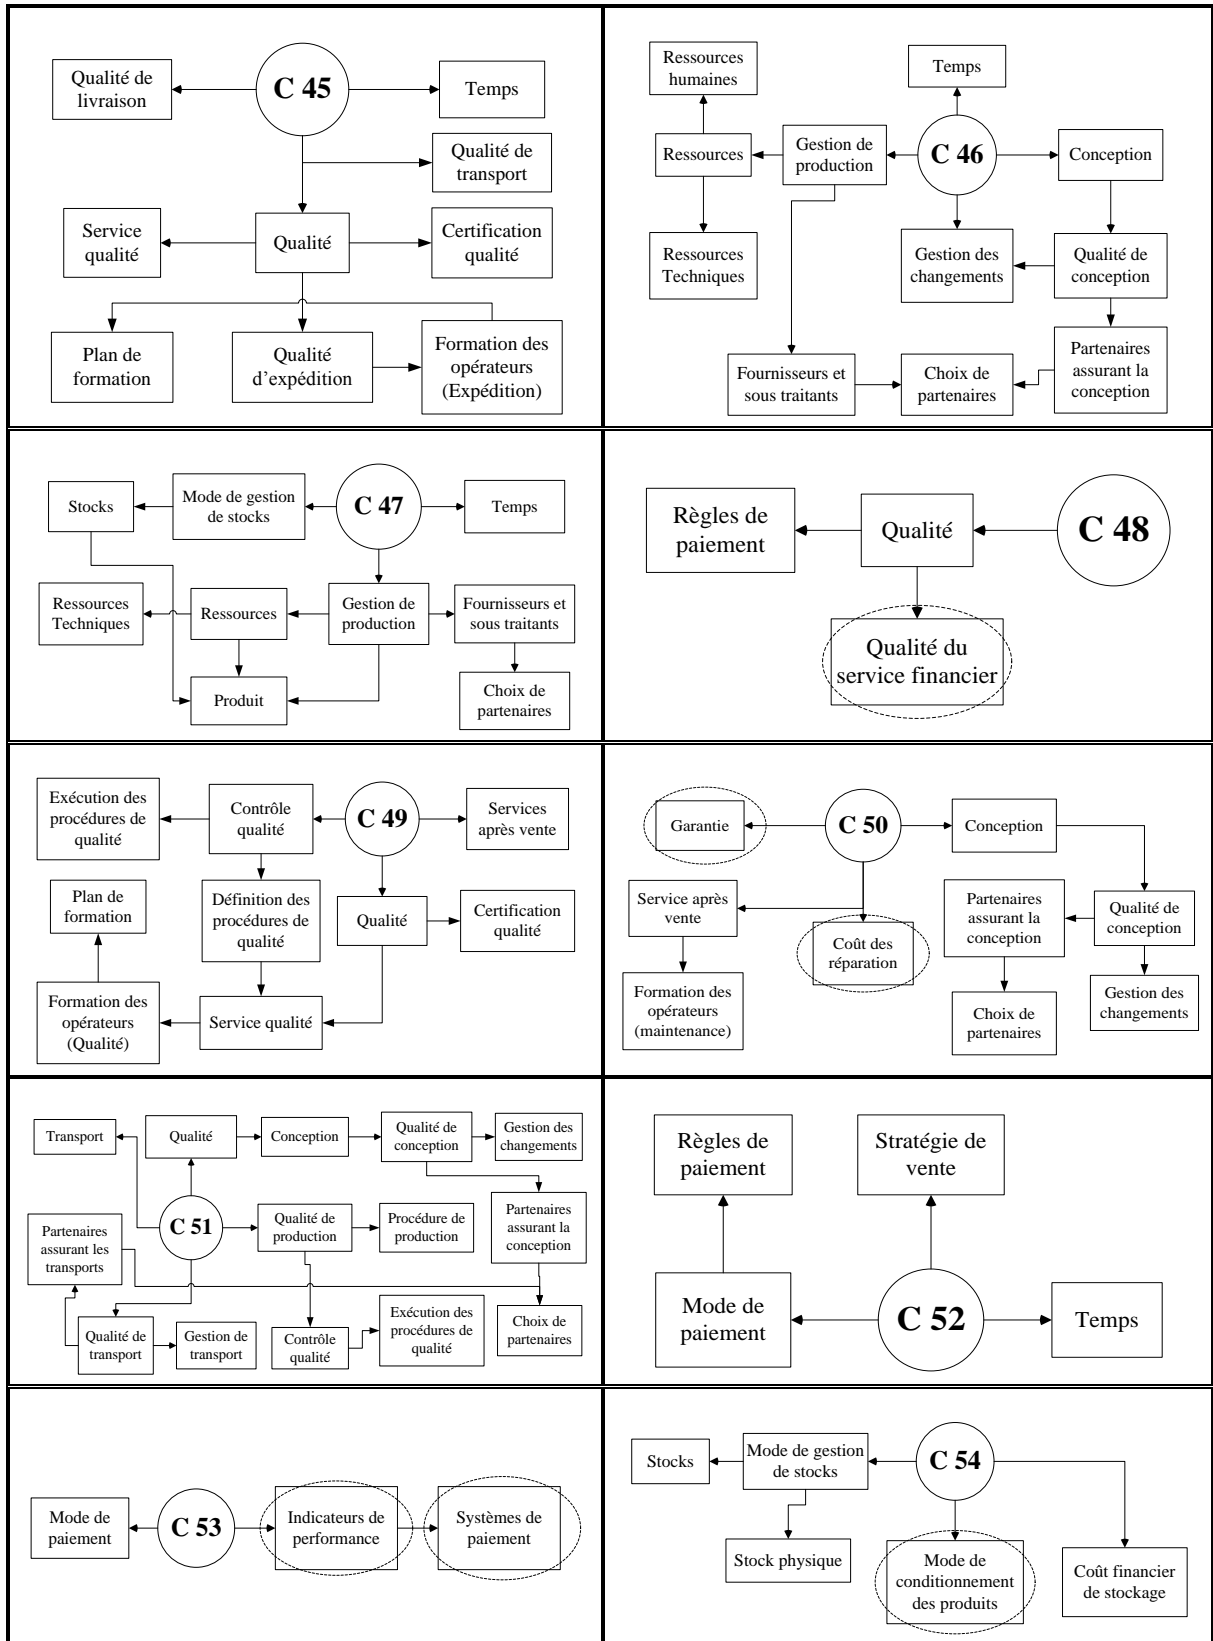 Qualité de
livraison
C 45
Temps
Qualité de
transport
Service
qualité
Qualité
Certification
qualité
Plan de
formation
Qualité
d'expédition
Formation des
opérateurs
(Expédition)
Ressources
humaines
Temps
Ressources
Gestion de
production
C 46
Conception
Ressources
Techniques
Gestion des
changements
Qualité de
conception
Fournisseurs et
sous traitants
Choix de
partenaires
Partenaires
assurant la
conception
Stocks
Mode de gestion
de stocks
C 47
Temps
Ressources
Techniques
Ressources
Gestion de
production
Fournisseurs et
sous traitants
Produit
Choix de
partenaires
Règles de
paiement
Qualité
C 48
Qualité du
service financier
Exécution des
procédures de
qualité
Contrôle
qualité
C 49
Services
après vente
Plan de
formation
Définition des
procédures de
qualité
Qualité
Certification
qualité
Formation des
opérateurs
(Qualité)
Service qualité
Garantie
C 50
Conception
Service après
vente
Coût des
réparation
Partenaires
assurant la
conception
Qualité de
conception
Formation des
opérateurs
(maintenance)
Choix de
partenaires
Gestion des
changements
Transport
Qualité
Conception
Qualité de
conception
Gestion des
changements
Partenaires
assurant les
transports
C 51
Qualité de
production
Procédure de
production
Partenaires
assurant la
conception
Qualité de
transport
Gestion de
transport
Contrôle
qualité
Exécution des
procédures de
qualité
Choix de
partenaires
Règles de
paiement
Stratégie de
vente
Mode de
paiement
C 52
Temps
Mode de
paiement
C 53
Indicateurs de
performance
Systèmes de
paiement
Stocks
Mode de gestion
de stocks
C 54
Stock physique
Mode de
conditionnement
des produits
Coût financier
de stockage